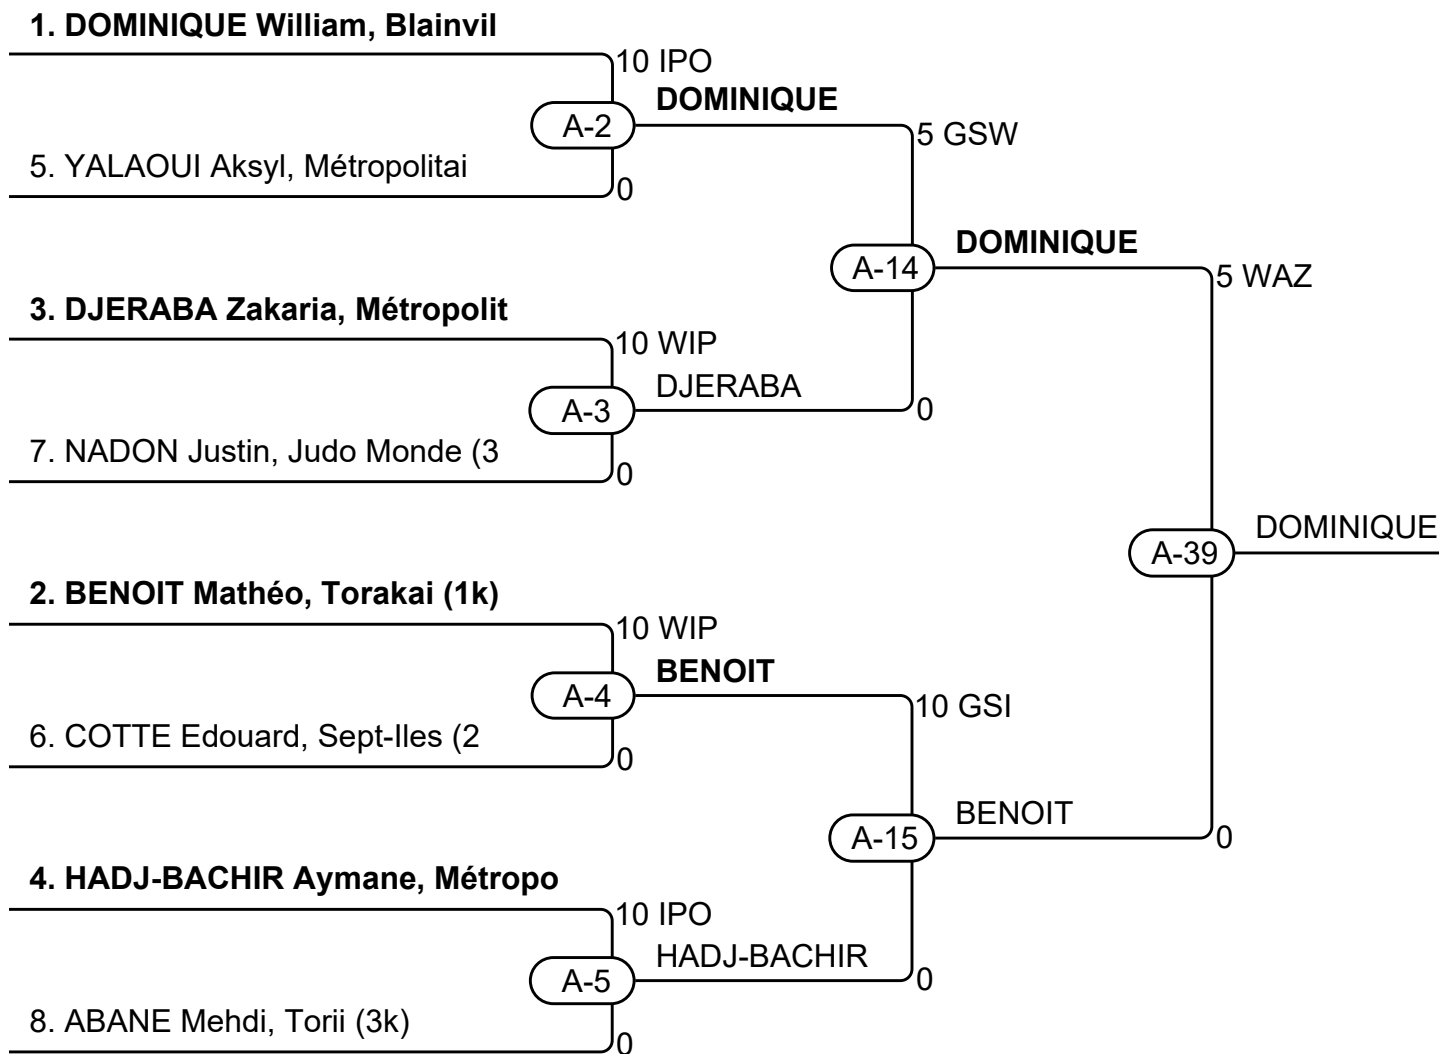 1. DOMINIQUE William, Blainvil
10 IPO
DOMINIQUE
A-2
5 GSW
5. YALAOUI Aksyl, Métropolitai
0
DOMINIQUE
A-14
5 WAZ
3. DJERABA Zakaria, Métropolit
10 WIP
DJERABA
A-3
0
7. NADON Justin, Judo Monde (3
0
DOMINIQUE
A-39
2. BENOIT Mathéo, Torakai (1k)
10 WIP
BENOIT
A-4
10 GSI
6. COTTE Edouard, Sept-Iles (2
0
BENOIT
A-15
0
4. HADJ-BACHIR Aymane, Métropo
10 IPO
HADJ-BACHIR
A-5
0
8. ABANE Mehdi, Torii (3k)
0